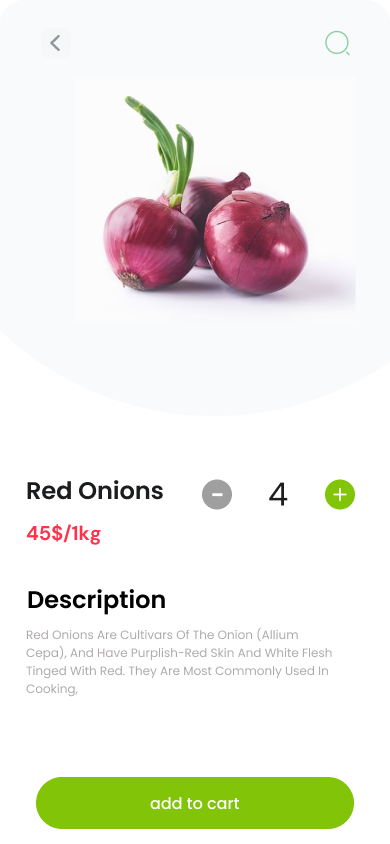 Red Onions
4
45$/1kg
Description
Red Onions Are Cultivars Of The Onion (Allium
Cepa), And Have Purplish-Red Skin And White Flesh
Tinged With Red. They Are Most Commonly Used In
Cooking,
add to cart